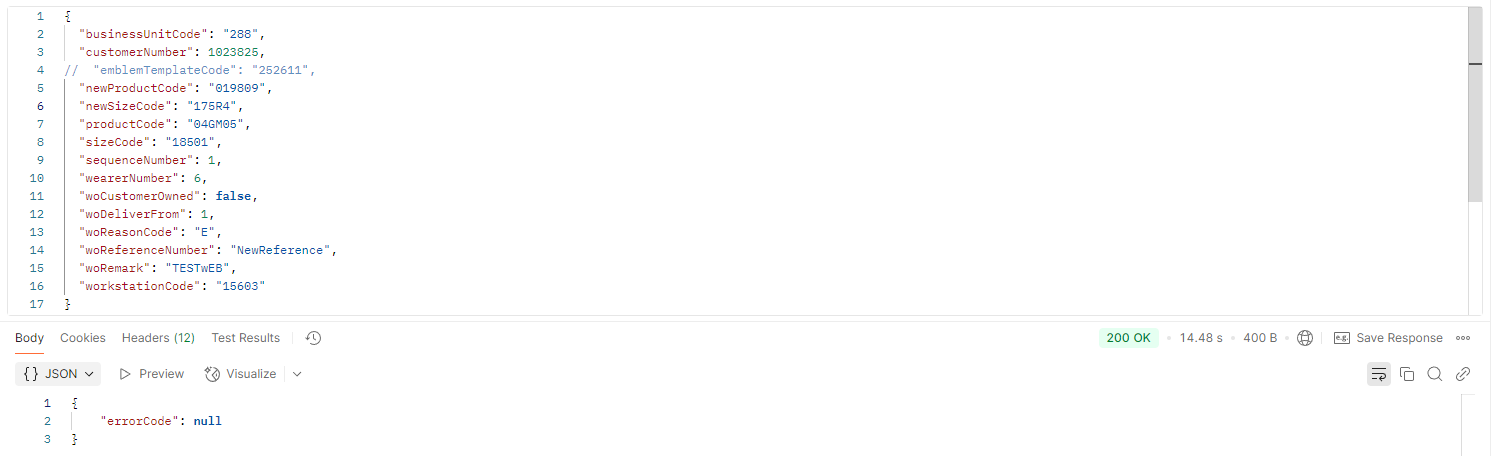 1 {
2 "businessUnitCode": "288",
3 "customerNumber": 1023825,
4 // "emblemTemplateCode": "252611",
5 "newProductCode": "019809",
6 "newSizeCode": "175R4",
7 "productCode": "04GM05",
8 "sizeCode": "18501",
9 "sequenceNumber": 1,
10 "wearerNumber": 6,
11 "woCustomerOwned": false,
12 "woDeliverFrom": 1,
13 "woReasonCode": "E",
14 "woReferenceNumber": "NewReference",
15 "woRemark": "TESTwEB",
16 "workstationCode": "15603"
17 }
Body Cookies Headers (12) Test Results 200 OK • 14.48 s • 400 B • e.g. Save Response
{} JSON Preview Visualize
1 {
2 "errorCode": null
3 }